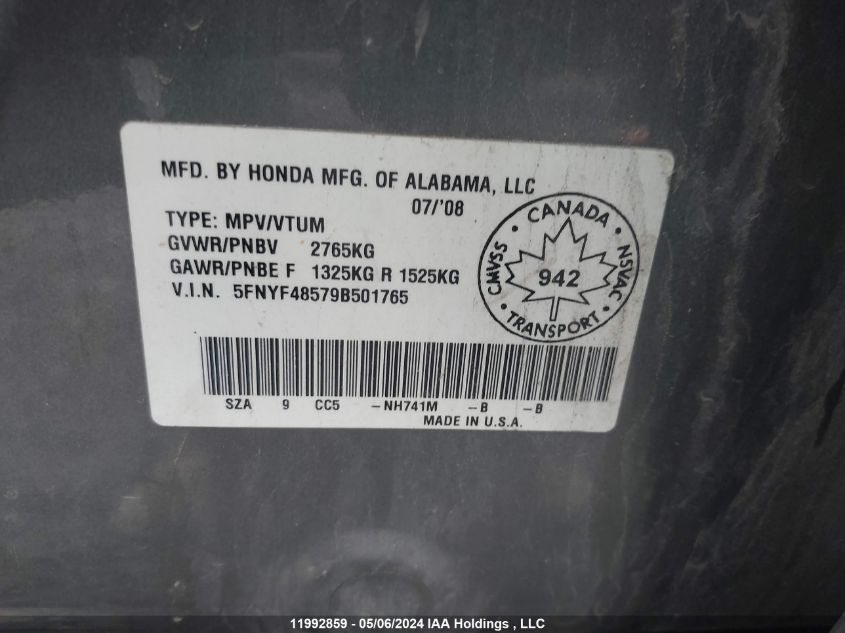 MFD. BY HONDA MFG. OF ALABAMA, LLC
07/'08
TYPE: MPV/VTUM
GVWR/PNBV 2765KG
GAWR/PNBE F 1325KG R 1525KG
V.I.N. 5FNYF48579B501765
CANADA
CMVSS
942
NSVAC
TRANSPORT
SZA 9 CC5 -NH741M -B -B
MADE IN U.S.A.
11992859 - 05/06/2024 IAA Holdings , LLC